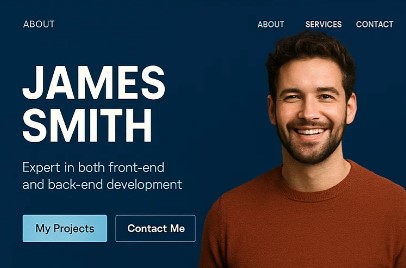 ABOUT
ABOUT SERVICES CONTACT
JAMES
SMITH
Expert in both front-end
and back-end development
My Projects
Contact Me